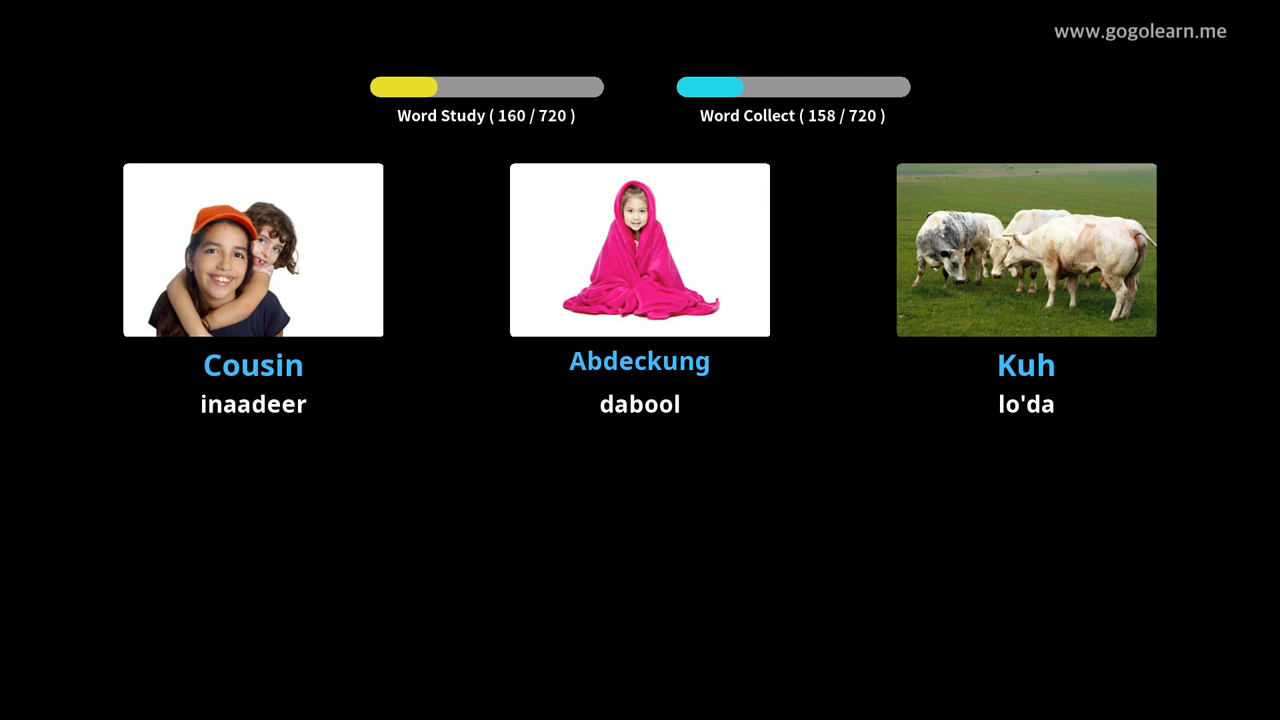 www.gogolearn.me
Word Study ( 160 / 720 )
Word Collect ( 158 / 720 )
Cousin
Abdeckung
Kuh
inaadeer
dabool
lo'da